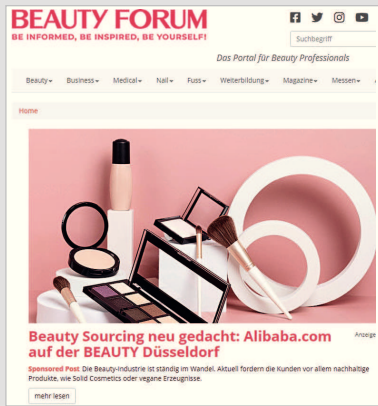 BEAUTY FORUM
BE INFORMED, BE INSPIRED, BE YOURSELF!
Suchbegriff
Das Portal für Beauty Professionals
Beauty Business Medical Nail Fuss Weiterbildung Magazine Messen
Home
Beauty Sourcing neu gedacht: Alibaba.com
Anzeige
auf der BEAUTY Düsseldorf
Sponsored Post Die Beauty-Industrie ist ständig im Wandel. Aktuell fordern die Kunden vor allem nachhaltige
Produkte, wie Solid Cosmetics oder vegane Erzeugnisse.
mehr lesen